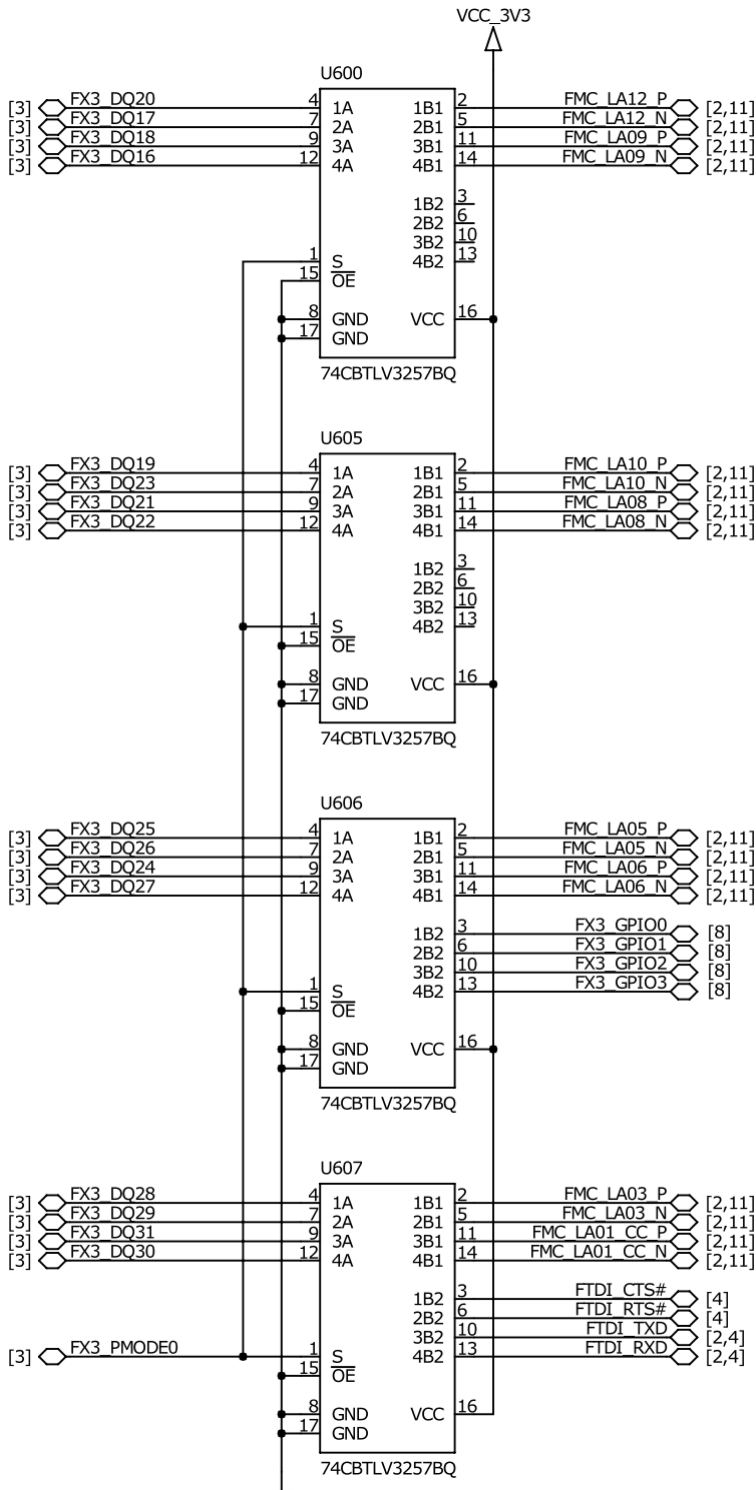 VCC_3V3
U600
[3] FX3_DQ20 4 1A 1B1 2 FMC_LA12_P [2,11]
[3] FX3_DQ17 7 2A 2B1 5 FMC_LA12_N [2,11]
[3] FX3_DQ18 9 3A 3B1 11 FMC_LA09_P [2,11]
[3] FX3_DQ16 12 4A 4B1 14 FMC_LA09_N [2,11]
1B2 3
2B2 6
3B2 10
1 S 4B2 13
15 OE
8 GND VCC 16
17 GND
74CBTLV3257BQ
U605
[3] FX3_DQ19 4 1A 1B1 2 FMC_LA10_P [2,11]
[3] FX3_DQ23 7 2A 2B1 5 FMC_LA10_N [2,11]
[3] FX3_DQ21 9 3A 3B1 11 FMC_LA08_P [2,11]
[3] FX3_DQ22 12 4A 4B1 14 FMC_LA08_N [2,11]
1B2 3
2B2 6
3B2 10
1 S 4B2 13
15 OE
8 GND VCC 16
17 GND
74CBTLV3257BQ
U606
[3] FX3_DQ25 4 1A 1B1 2 FMC_LA05_P [2,11]
[3] FX3_DQ26 7 2A 2B1 5 FMC_LA05_N [2,11]
[3] FX3_DQ24 9 3A 3B1 11 FMC_LA06_P [2,11]
[3] FX3_DQ27 12 4A 4B1 14 FMC_LA06_N [2,11]
1B2 3 FX3_GPIO0 [8]
2B2 6 FX3_GPIO1 [8]
3B2 10 FX3_GPIO2 [8]
1 S 4B2 13 FX3_GPIO3 [8]
15 OE
8 GND VCC 16
17 GND
74CBTLV3257BQ
U607
[3] FX3_DQ28 4 1A 1B1 2 FMC_LA03_P [2,11]
[3] FX3_DQ29 7 2A 2B1 5 FMC_LA03_N [2,11]
[3] FX3_DQ31 9 3A 3B1 11 FMC_LA01_CC_P [2,11]
[3] FX3_DQ30 12 4A 4B1 14 FMC_LA01_CC_N [2,11]
1B2 3 FTDI_CTS# [4]
2B2 6 FTDI_RTS# [4]
3B2 10 FTDI_TXD [2,4]
[3] FX3_PMODE0 1 S 4B2 13 FTDI_RXD [2,4]
15 OE
8 GND VCC 16
17 GND
74CBTLV3257BQ